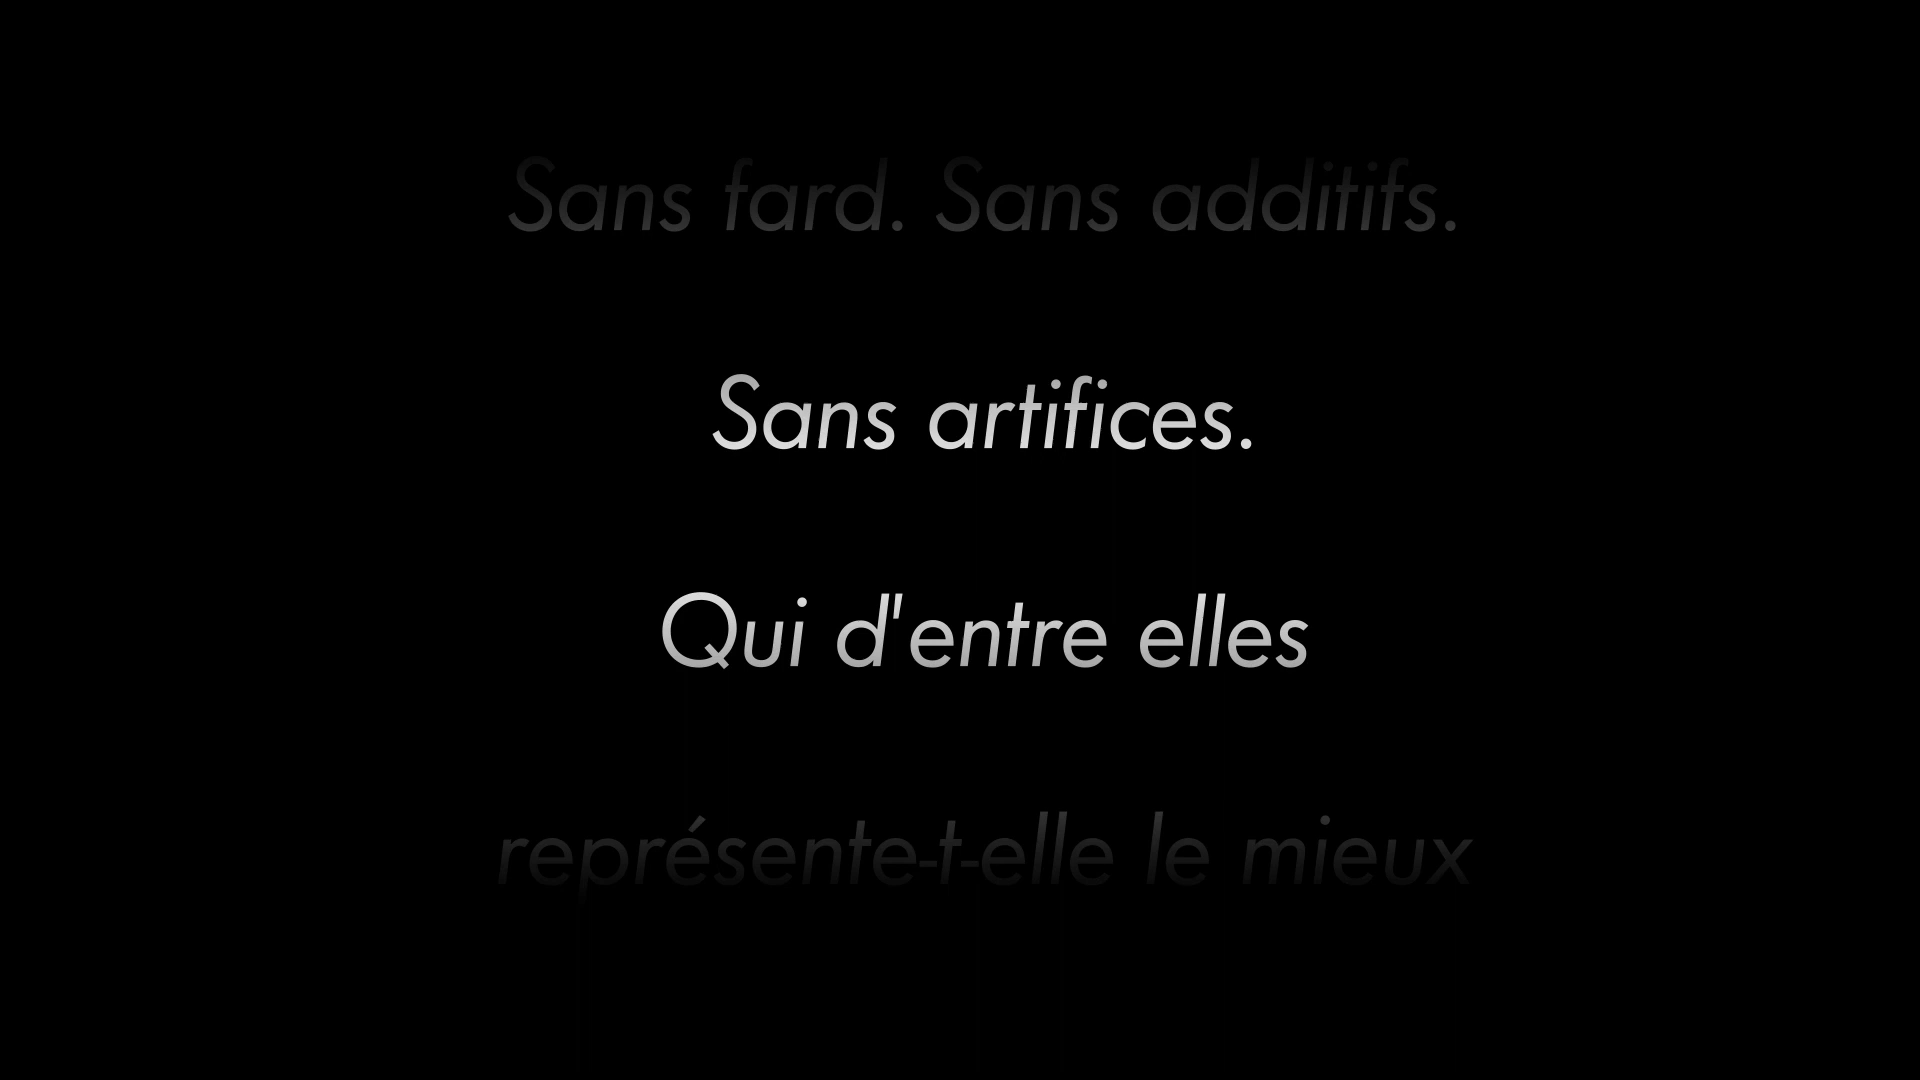 Sans fard. Sans additifs.
Sans artifices.
Qui d'entre elles
représente-t-elle le mieux